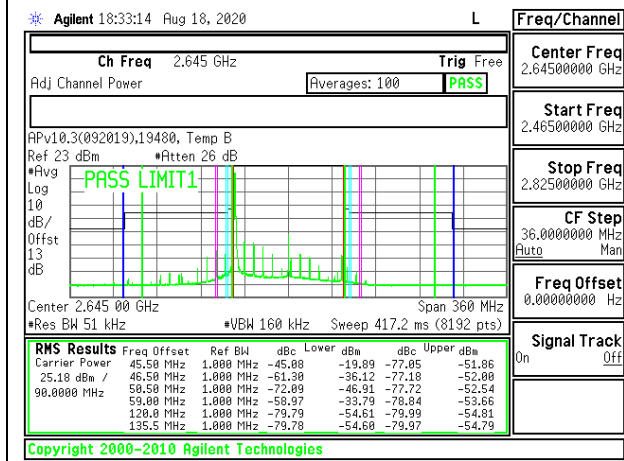 Agilent 18:33:14 Aug 18, 2020 L
Ch Freq 2.645 GHz Trig Free
Adj Channel Power Averages: 100 PASS
APv10.3(092019),19480, Temp B
Ref 23 dBm #Atten 26 dB
#Avg
Log
10
dB/
Offst
13
dB
PASS LIMIT1
Center 2.645 00 GHz Span 360 MHz
#Res BW 51 kHz #VBW 160 kHz Sweep 417.2 ms (8192 pts)
RMS Results Freq Offset Ref BW dBc Lower dBm dBc Upper dBm
Carrier Power 45.50 MHz 1.000 MHz -45.08 -19.89 -77.05 -51.86
25.18 dBm / 46.50 MHz 1.000 MHz -61.30 -36.12 -77.18 -52.00
90.0000 MHz 50.50 MHz 1.000 MHz -72.09 -46.91 -77.72 -52.54
59.00 MHz 1.000 MHz -58.97 -33.79 -78.84 -53.66
120.0 MHz 1.000 MHz -79.79 -54.61 -79.99 -54.81
135.5 MHz 1.000 MHz -79.78 -54.60 -79.97 -54.79
Copyright 2000-2010 Agilent Technologies
Freq/Channel
Center Freq
2.64500000 GHz
Start Freq
2.46500000 GHz
Stop Freq
2.82500000 GHz
CF Step
36.0000000 MHz
Auto Man
Freq Offset
0.00000000 Hz
Signal Track
On Off